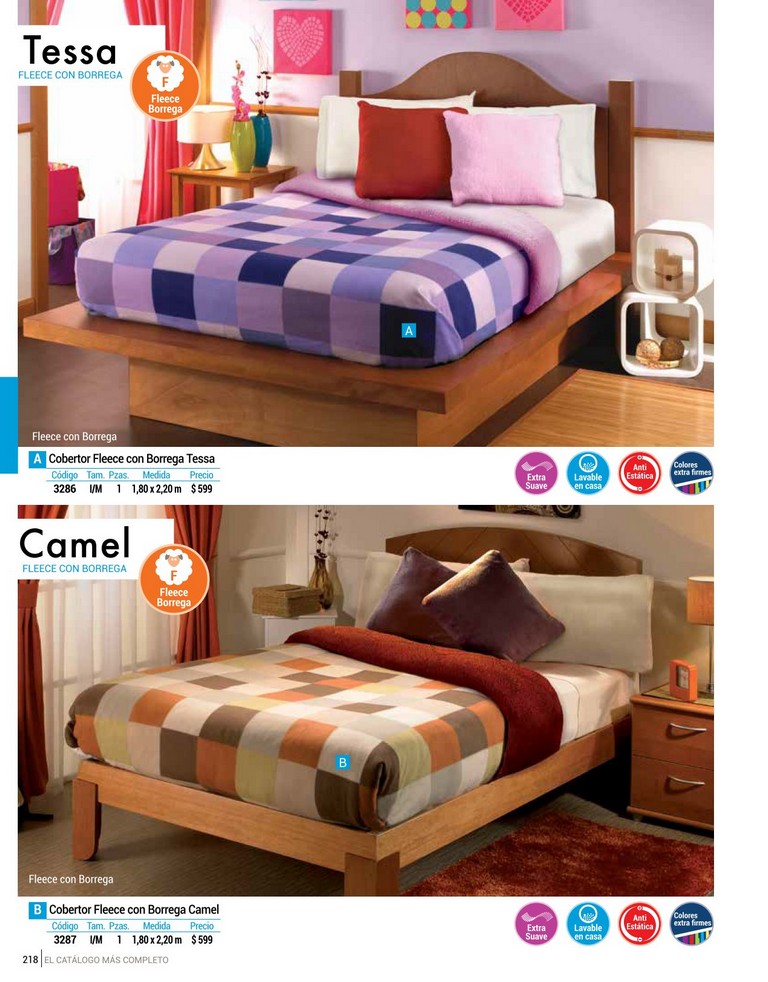 Tessa
FLEECE CON BORREGA
F
Fleece
Borrega
A
Fleece con Borrega
A Cobertor Fleece con Borrega Tessa
Código Tam. Pzas. Medida Precio
3286 I/M 1 1,80 x 2,20 m $ 599
Extra
Suave
Lavable
en casa
Anti
Estática
Colores
extra firmes
Camel
FLEECE CON BORREGA
F
Fleece
Borrega
B
Fleece con Borrega
B Cobertor Fleece con Borrega Camel
Código Tam. Pzas. Medida Precio
3287 I/M 1 1,80 x 2,20 m $ 599
Extra
Suave
Lavable
en casa
Anti
Estática
Colores
extra firmes
218 EL CATÁLOGO MÁS COMPLETO